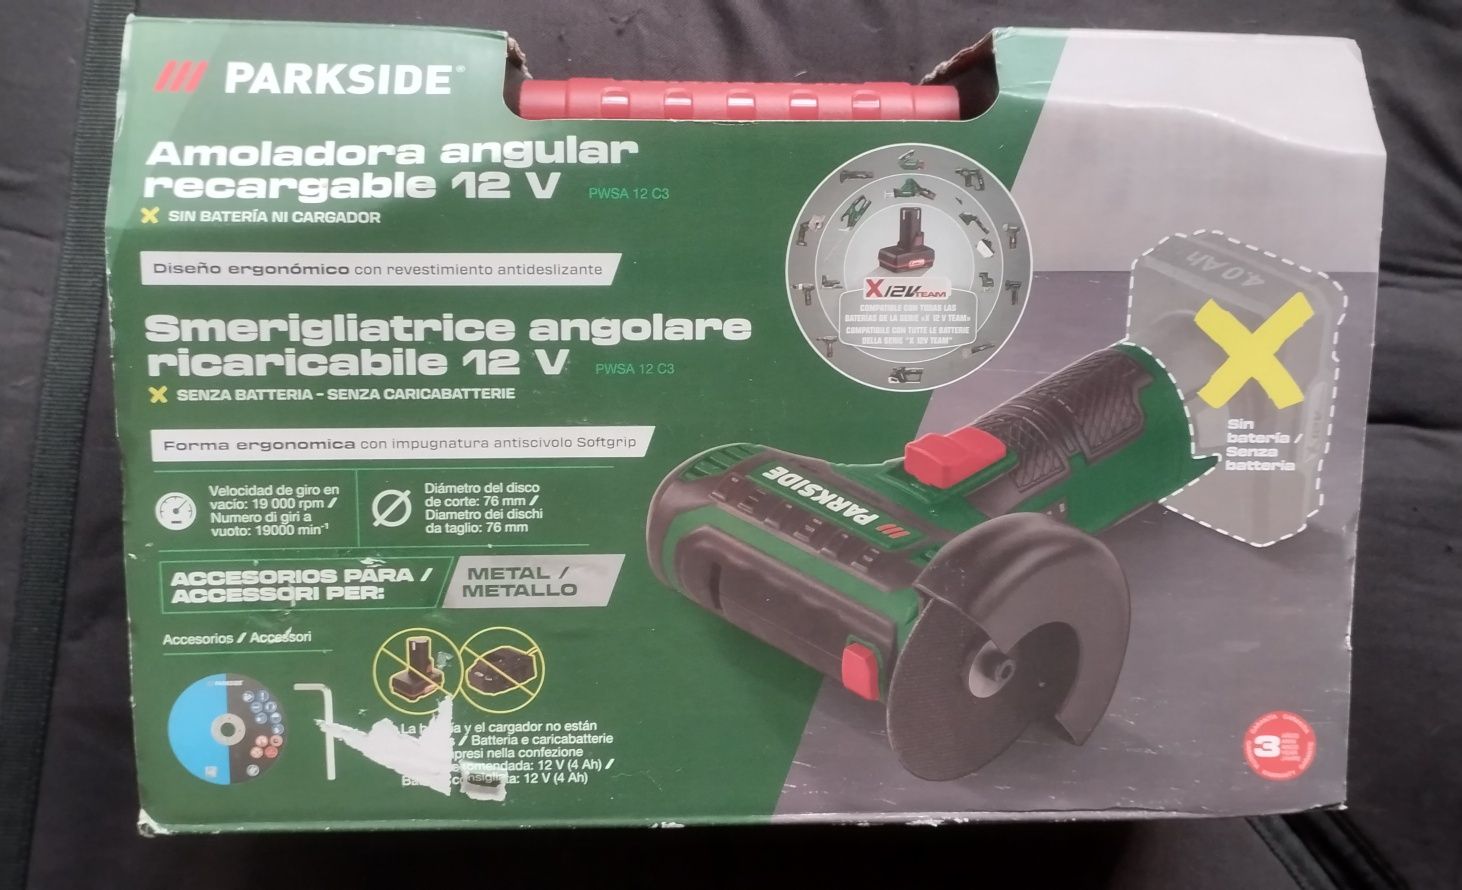 PARKSIDE®
Amoladora angular
recargable 12 V PWSA 12 C3
SIN BATERÍA NI CARGADOR
Diseño ergonómico con revestimiento antideslizante
Smerigliatrice angolare
ricaricabile 12 V PWSA 12 C3
SENZA BATTERIA - SENZA CARICABATTERIE
Forma ergonomica con impugnatura antiscivolo Softgrip
Velocidad de giro en
vacío: 19 000 rpm /
Numero di giri a
vuoto: 19000 min⁻¹
Diámetro del disco
de corte: 76 mm /
Diametro dei dischi
da taglio: 76 mm
ACCESORIOS PARA /
ACCESSORI PER:
METAL /
METALLO
Accesorios / Accessori
PARKSIDE
La y el cargador no están
/ Batteria e caricabatterie
nella confezione
12 V (4 Ah) /
12 V (4 Ah)
X12V TEAM
COMPATIBLE CON TODAS LAS
BATERÍAS DE LA SERIE «X 12 V TEAM»
COMPATIBILE CON TUTTE LE BATTERIE
DELLA SERIE "X 12V TEAM"
4.0 Ah
Sin
batería /
Senza
batteria
PARKSIDE
3